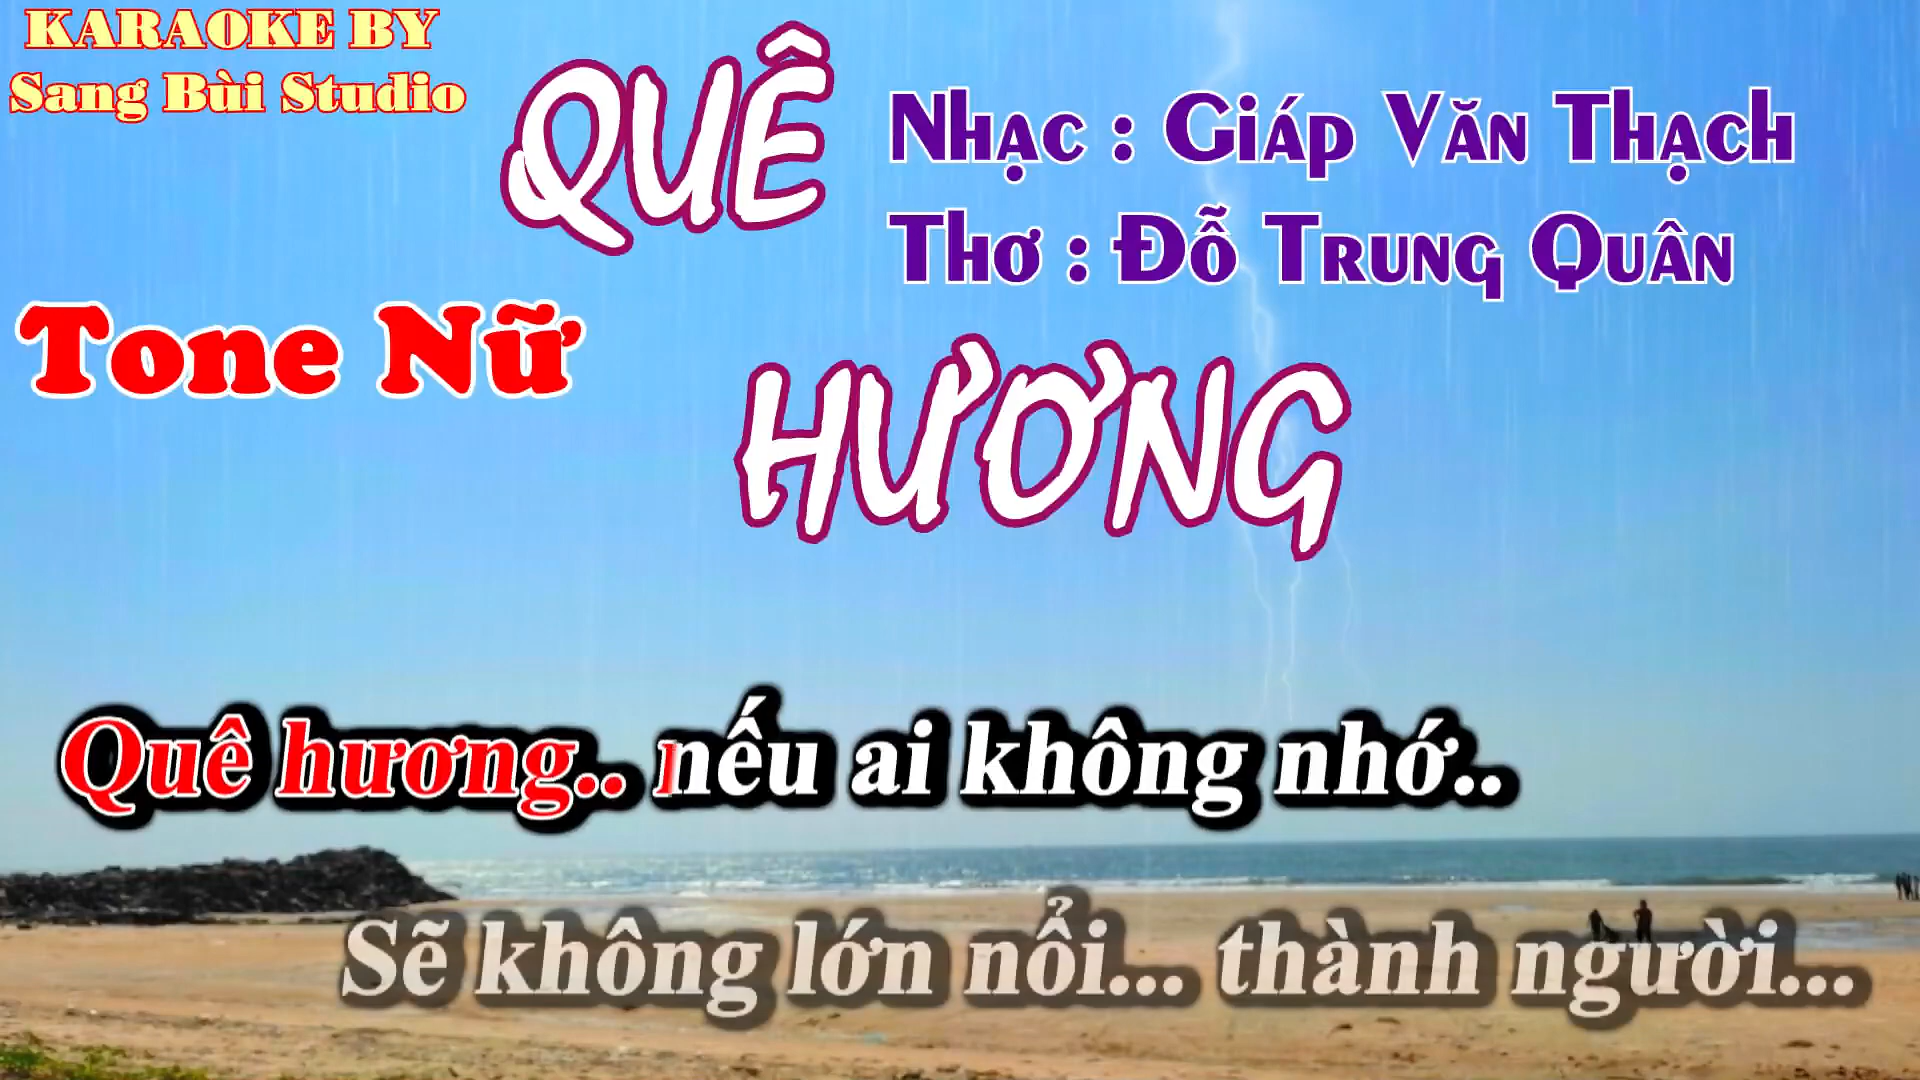 KARAOKE BY
Sang Bùi Studio
QUÊ
Nhạc : Giáp Văn Thạch
Thơ : Đỗ Trung Quân
Tone Nữ
HƯƠNG
Quê hương.. nếu ai không nhớ..
Sẽ không lớn nổi... thành người...